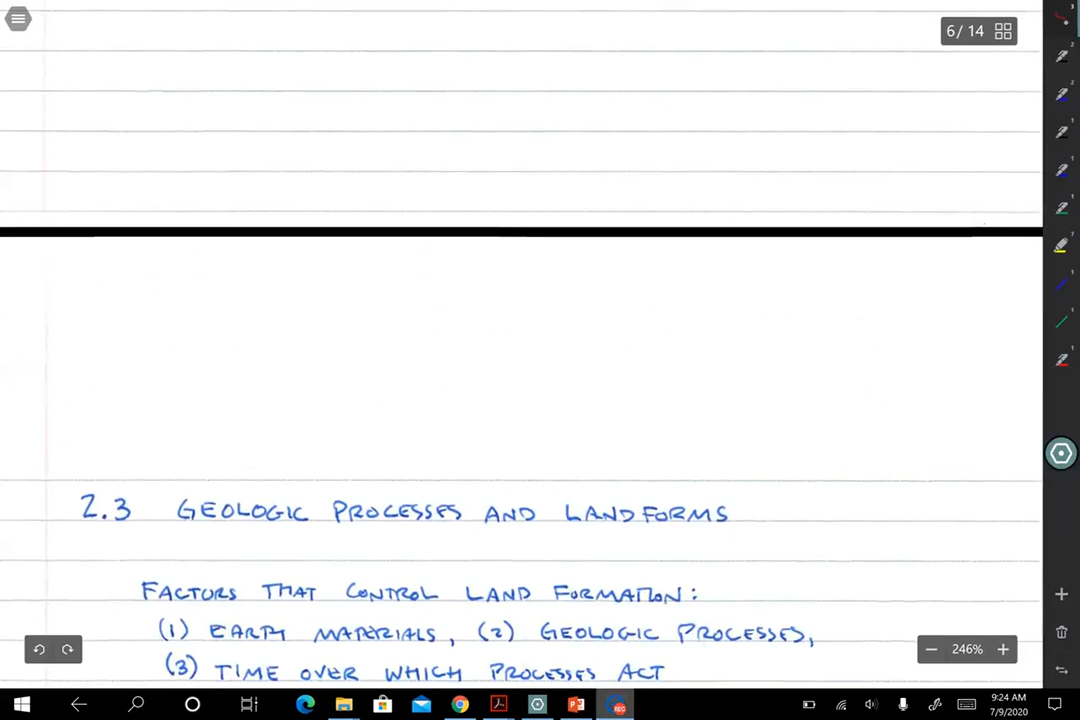 6 / 14
2.3 GEOLOGIC PROCESSES AND LANDFORMS
FACTORS THAT CONTROL LAND FORMATION:
(1) EARTH MATERIALS, (2) GEOLOGIC PROCESSES,
(3) TIME OVER WHICH PROCESSES ACT
246%
REC
9:24 AM
7/9/2020